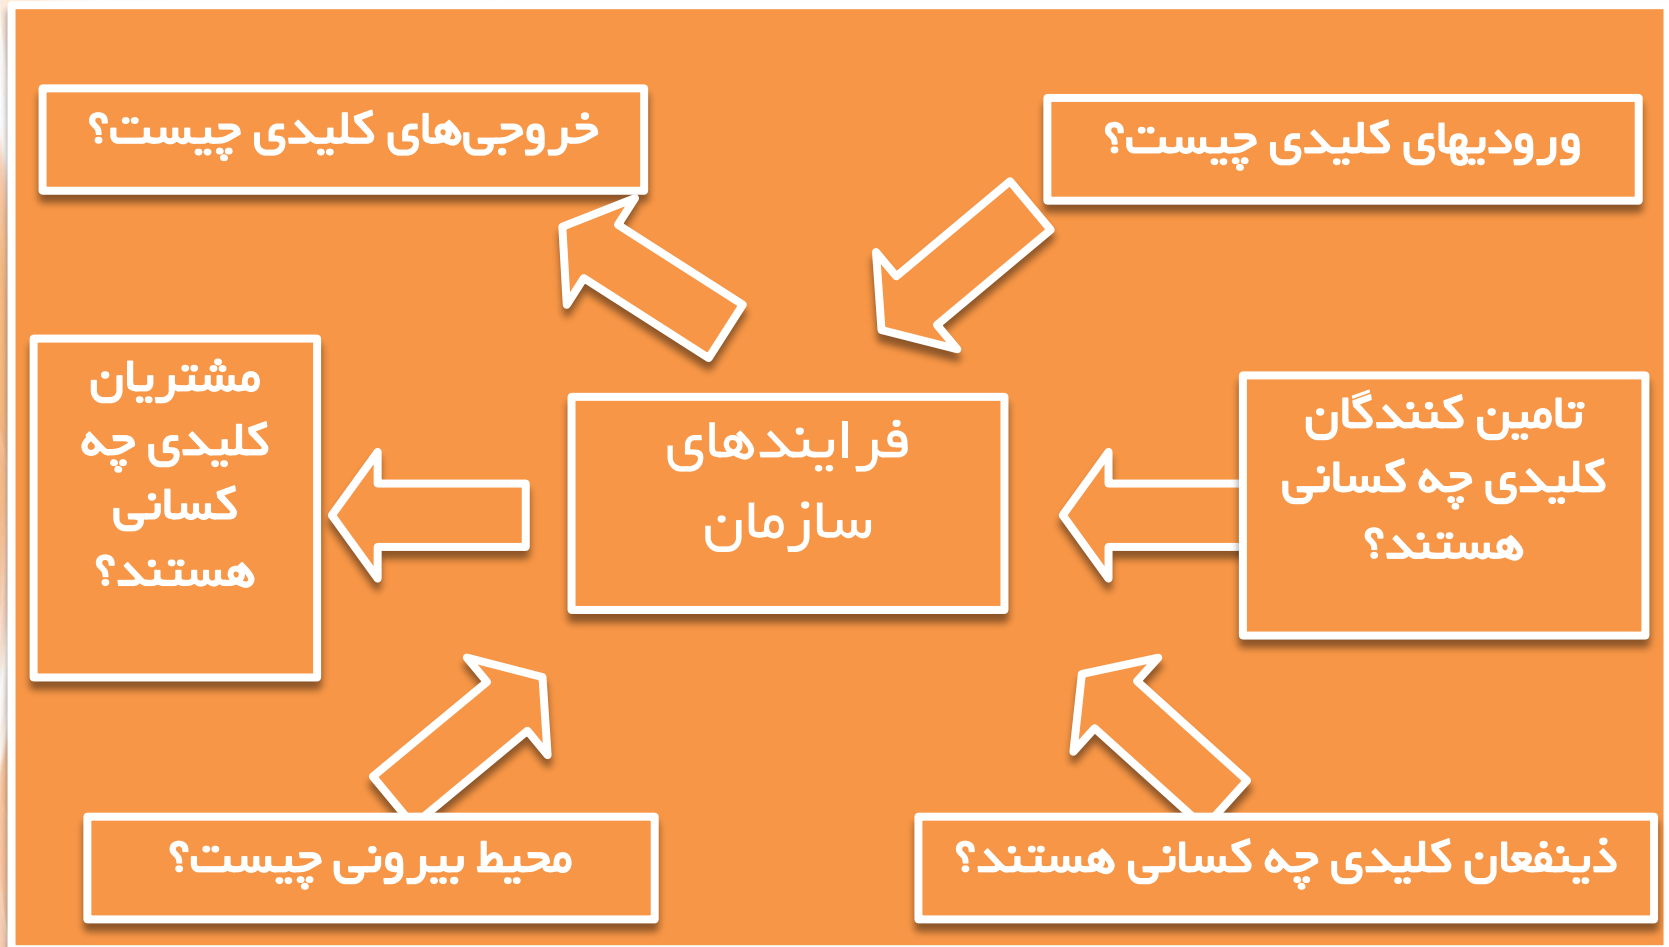 ورودیهای کلیدی چیست؟
خروجی‌های کلیدی چیست؟
تامین کنندگان
کلیدی چه کسانی
هستند؟
فرایندهای
سازمان
مشتریان
کلیدی چه
کسانی
هستند؟
ذینفعان کلیدی چه کسانی هستند؟
محیط بیرونی چیست؟